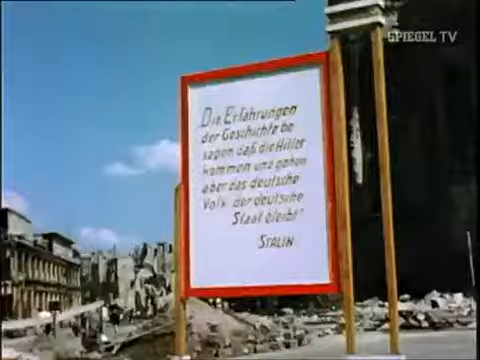 SPIEGEL TV
Die Erfahrungen
der Geschichte be
sagen daß die Hitler
kommen und gehen
aber das deutsche
Volk der deutsche
Staat bleibt"
STALIN